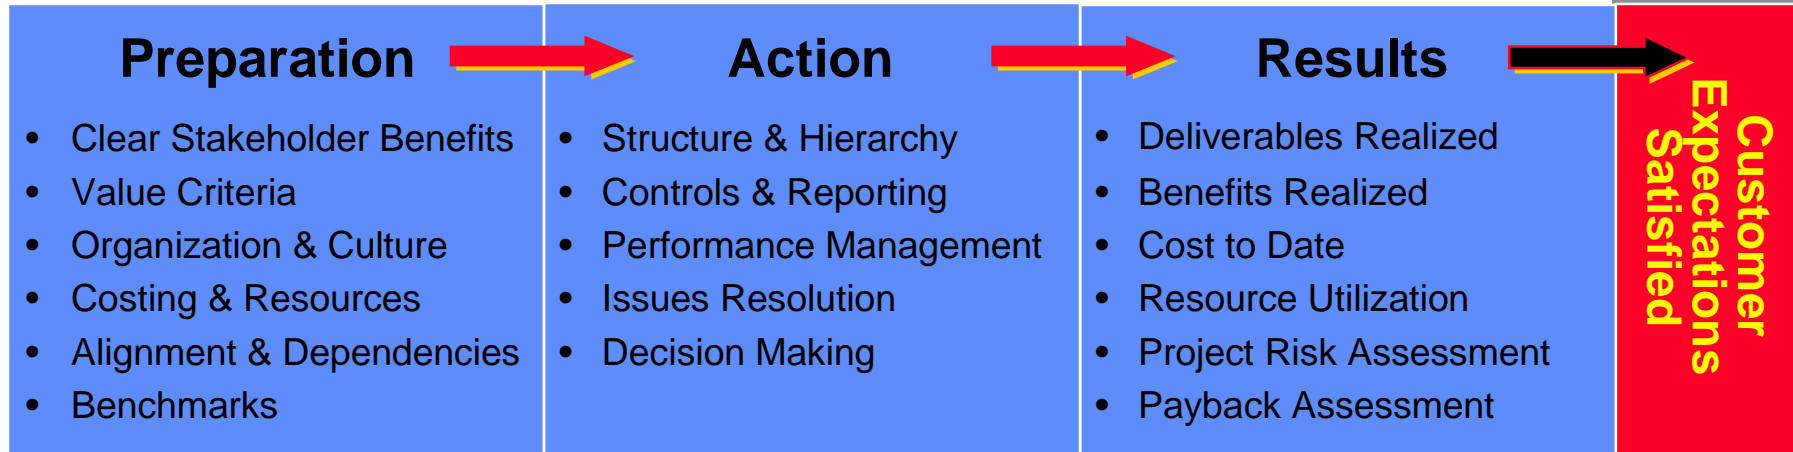 Preparation
• Clear Stakeholder Benefits
• Value Criteria
• Organization & Culture
• Costing & Resources
• Alignment & Dependencies
• Benchmarks
Action
• Structure & Hierarchy
• Controls & Reporting
• Performance Management
• Issues Resolution
• Decision Making
Results
• Deliverables Realized
• Benefits Realized
• Cost to Date
• Resource Utilization
• Project Risk Assessment
• Payback Assessment
Customer
Expectations
Satisfied